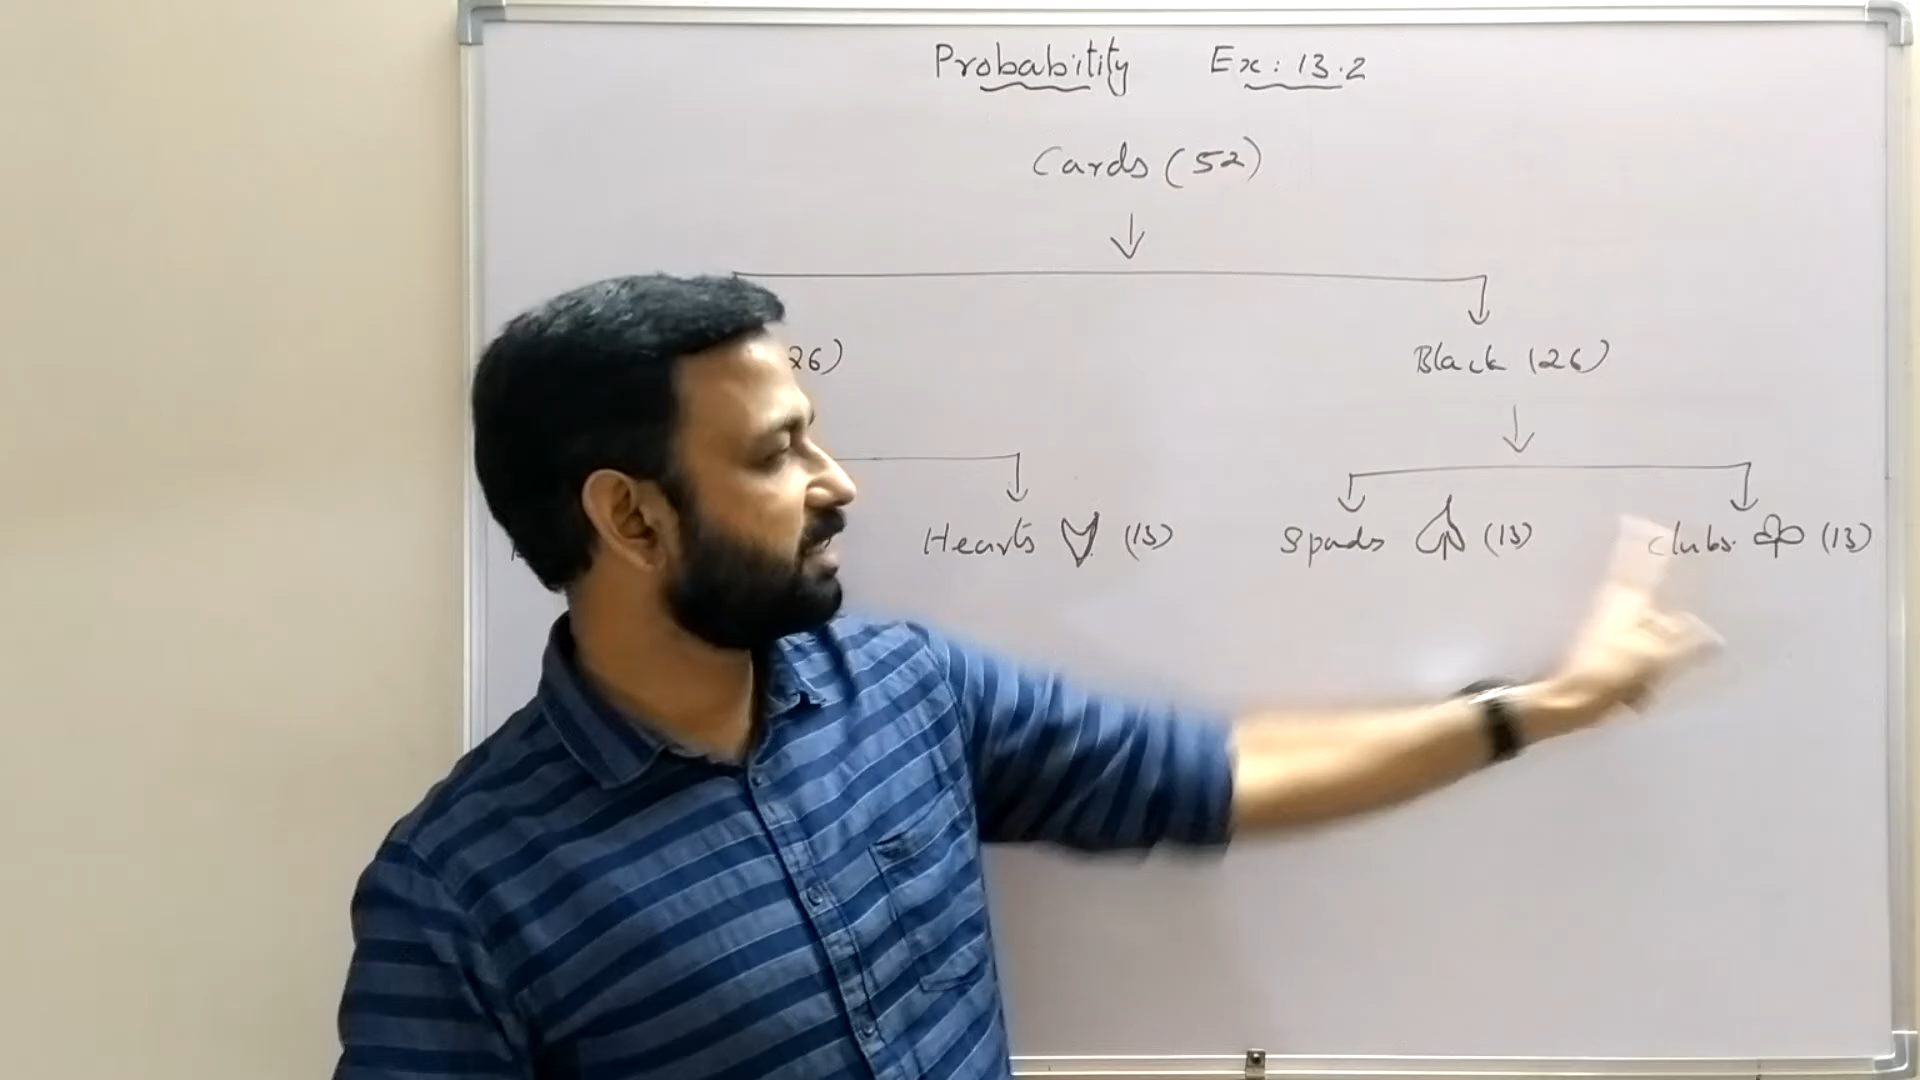 Probability Ex: 13.2
Cards (52)
26) Black (26)
Hearts (13) Spads (13) Clubs (13)